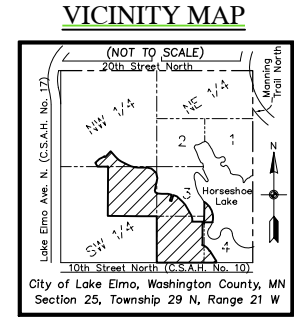 VICINITY MAP
(NOT TO SCALE)
20th Street North
Manning
Trail North
Lake Elmo Ave. N. (C.S.A.H. No. 17)
NW 1/4
NE 1/4
2
1
N
3
Horseshoe
Lake
SW 1/4
4
10th Street North (C.S.A.H. No. 10)
City of Lake Elmo, Washington County, MN
Section 25, Township 29 N, Range 21 W